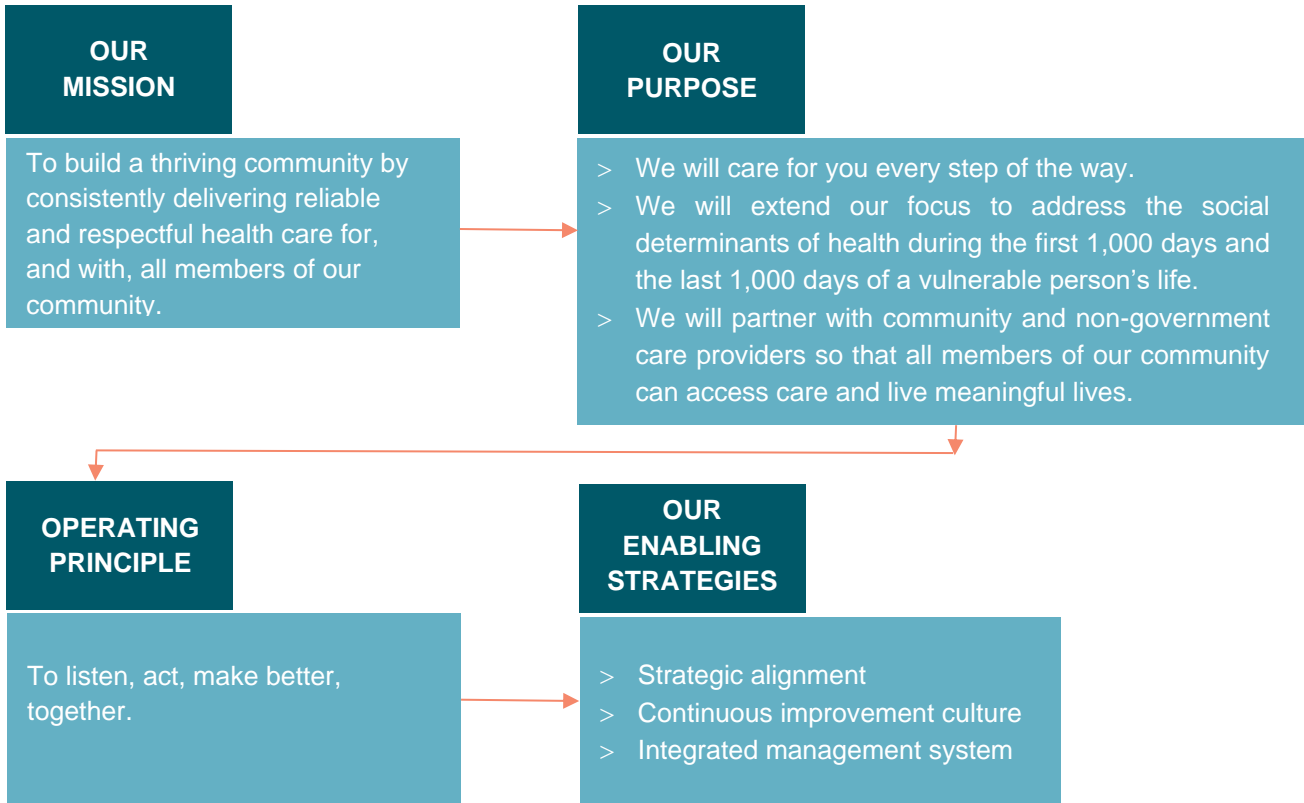 OUR
MISSION
To build a thriving community by
consistently delivering reliable
and respectful health care for,
and with, all members of our
community.
OUR
PURPOSE
> We will care for you every step of the way.
> We will extend our focus to address the social
determinants of health during the first 1,000 days and
the last 1,000 days of a vulnerable person’s life.
> We will partner with community and non-government
care providers so that all members of our community
can access care and live meaningful lives.
OPERATING
PRINCIPLE
To listen, act, make better,
together.
OUR
ENABLING
STRATEGIES
> Strategic alignment
> Continuous improvement culture
> Integrated management system